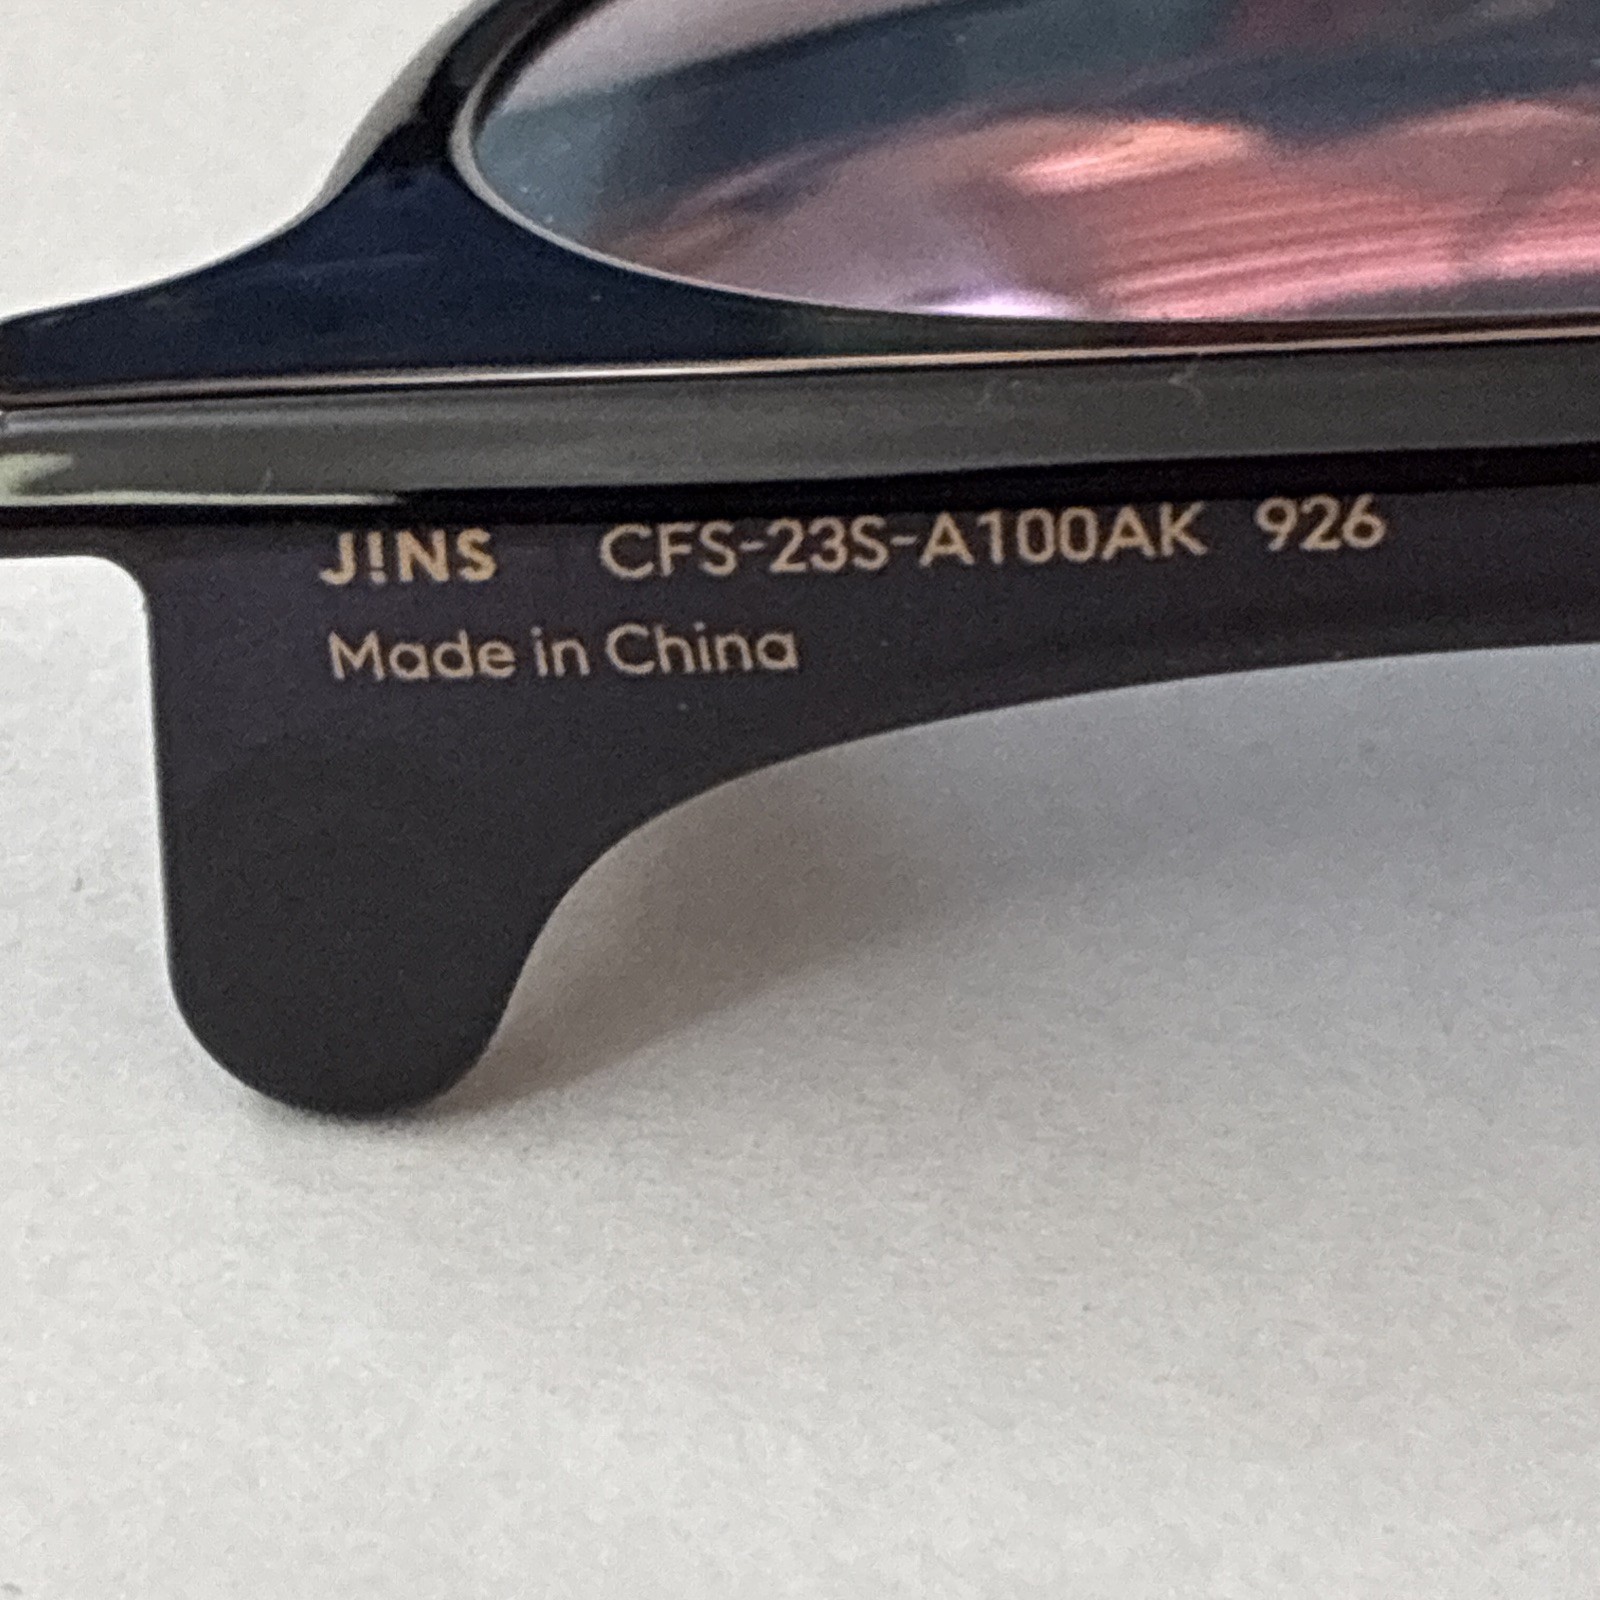 J!NS CFS-23S-A100AK 926
Made in China